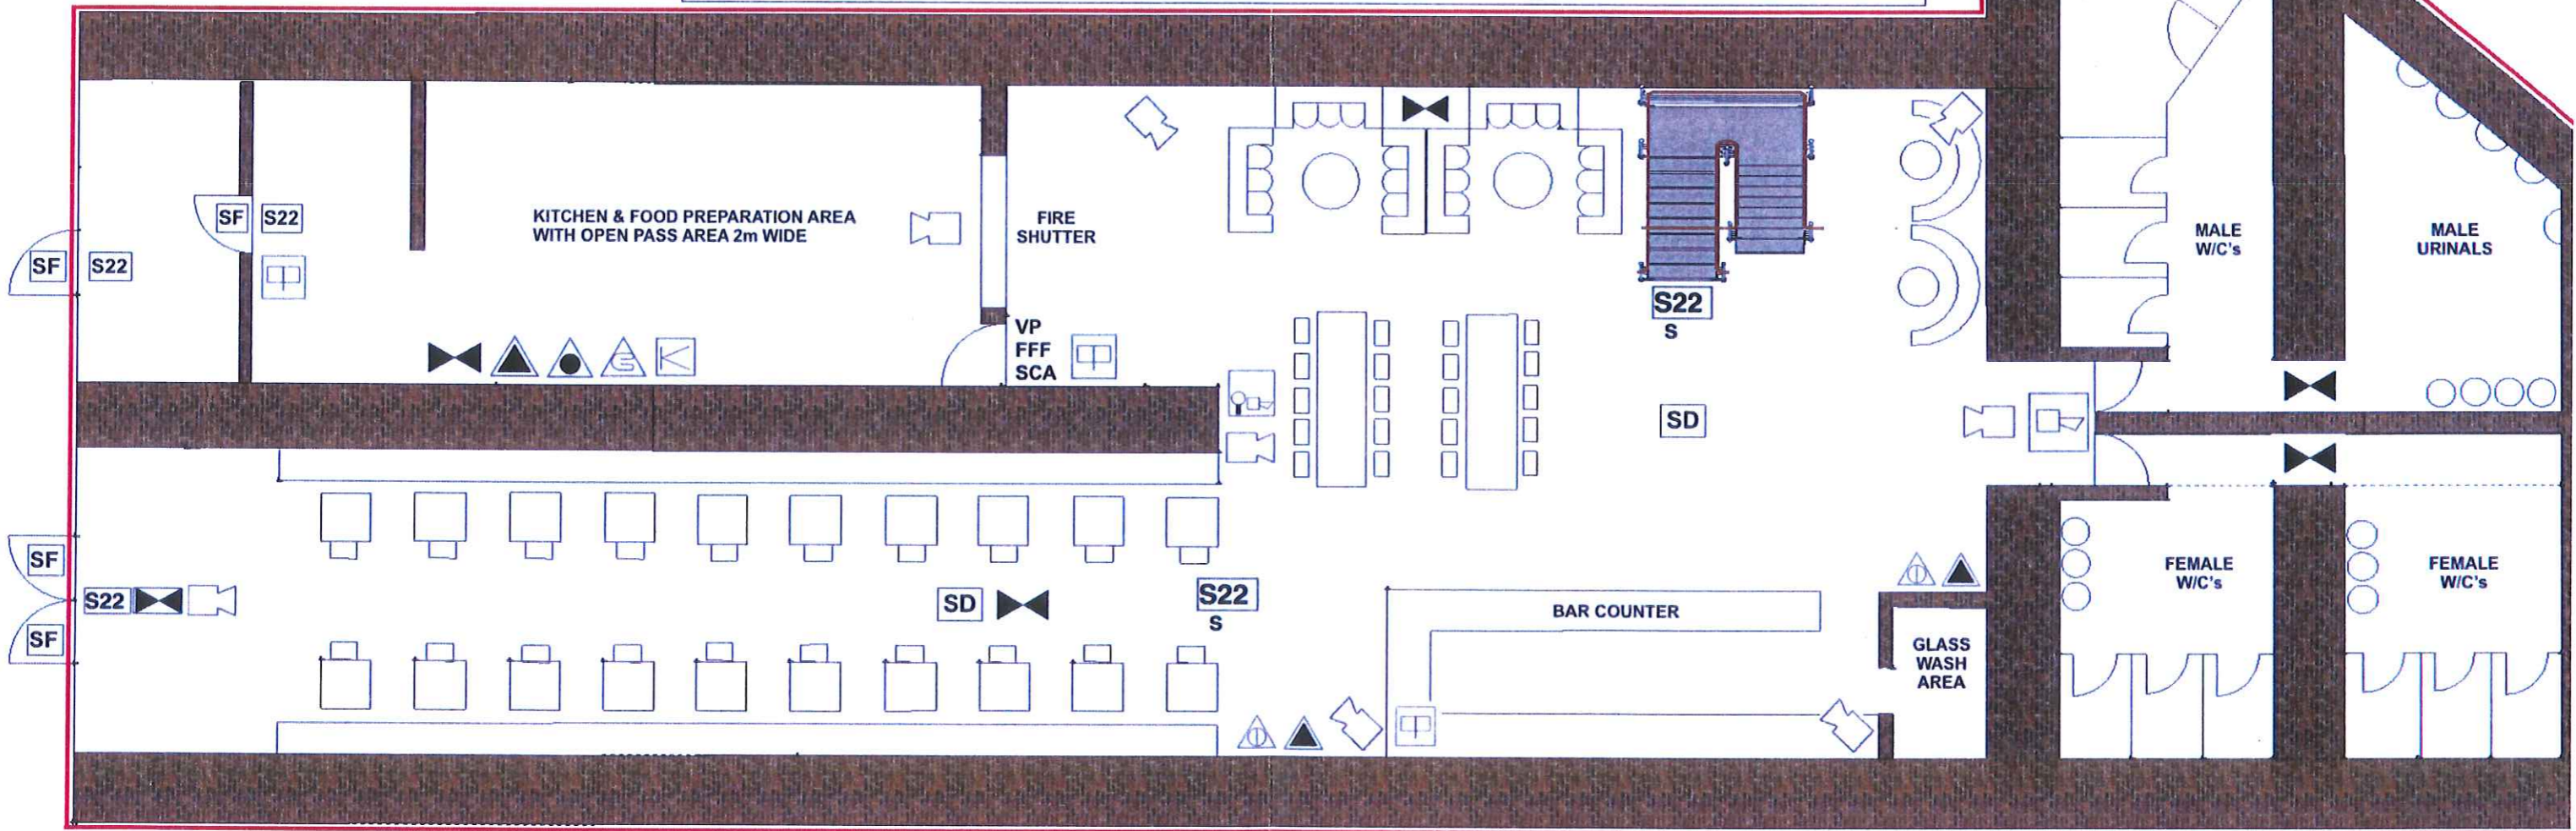 SF
S22
SF
S22
KITCHEN & FOOD PREPARATION AREA
WITH OPEN PASS AREA 2m WIDE
FIRE
SHUTTER
VP
FFF
SCA
S22
S
SD
MALE
W/C's
MALE
URINALS
SF
SF
S22
SD
S22
S
BAR COUNTER
GLASS
WASH
AREA
FEMALE
W/C's
FEMALE
W/C's